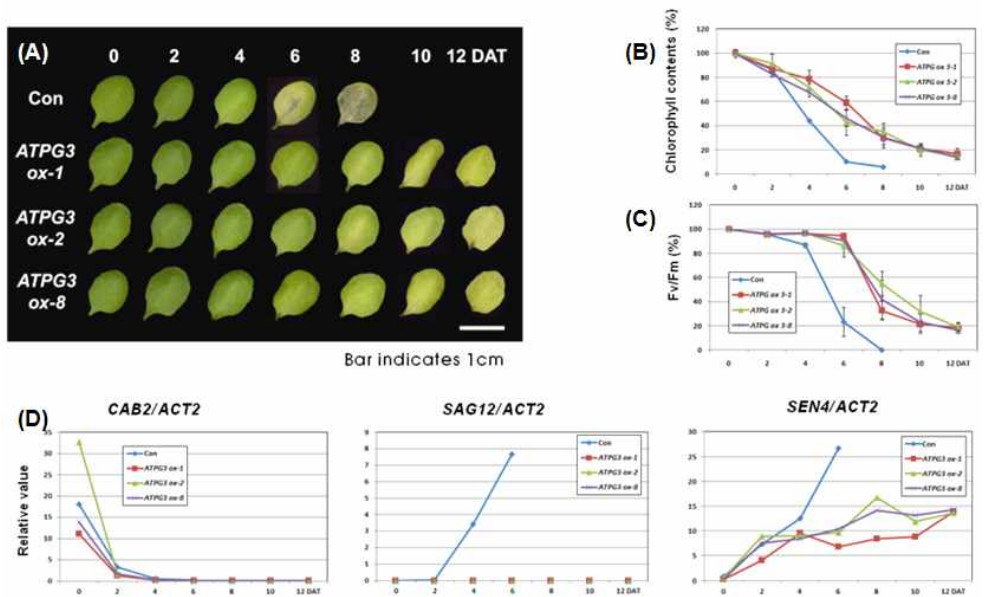 (A)
0 2 4 6 8 10 12 DAT
Con
ATPG3
ox-1
ATPG3
ox-2
ATPG3
ox-8
Bar indicates 1cm
(B)
Chlorophyll contents (%)
120
100
80
60
40
20
0
0 2 4 6 8 10 12 DAT
Con
ATPG ox 3-1
ATPG ox 3-2
ATPG ox 3-8
(C)
Fv/Fm (%)
120
100
80
60
40
20
0
0 2 4 6 8 10 12 DAT
Con
ATPG ox 3-1
ATPG ox 3-2
ATPG ox 3-8
(D)
CAB2/ACT2
Relative value
35
30
25
20
15
10
5
0
0 2 4 6 8 10 12 DAT
Con
ATPG3 ox-1
ATPG3 ox-2
ATPG3 ox-8
SAG12/ACT2
9
8
7
6
5
4
3
2
1
0
0 2 4 6 8 10 12 DAT
Con
ATPG3 ox-1
ATPG3 ox-2
ATPG3 ox-8
SEN4/ACT2
30
25
20
15
10
5
0
0 2 4 6 8 10 12 DAT
Con
ATPG3 ox-1
ATPG3 ox-2
ATPG3 ox-8